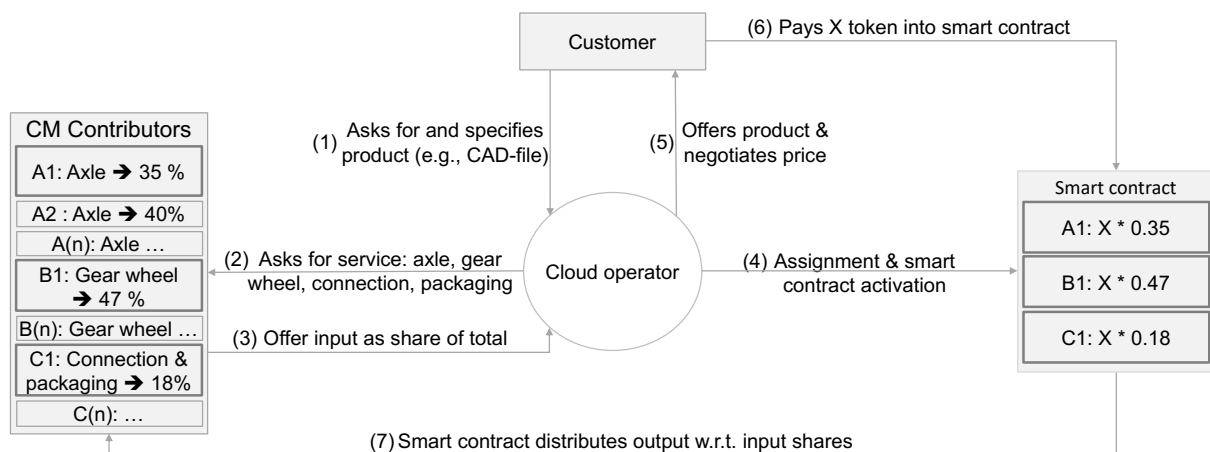 Customer
(6) Pays X token into smart contract
(1) Asks for and specifies
product (e.g., CAD-file)
(5) Offers product &
negotiates price
CM Contributors
A1: Axle ➔ 35 %
A2 : Axle ➔ 40%
A(n): Axle …
B1: Gear wheel
➔ 47 %
B(n): Gear wheel …
C1: Connection &
packaging ➔ 18%
C(n): …
(2) Asks for service: axle, gear
wheel, connection, packaging
(3) Offer input as share of total
Cloud operator
(4) Assignment & smart
contract activation
Smart contract
A1: X * 0.35
B1: X * 0.47
C1: X * 0.18
(7) Smart contract distributes output w.r.t. input shares